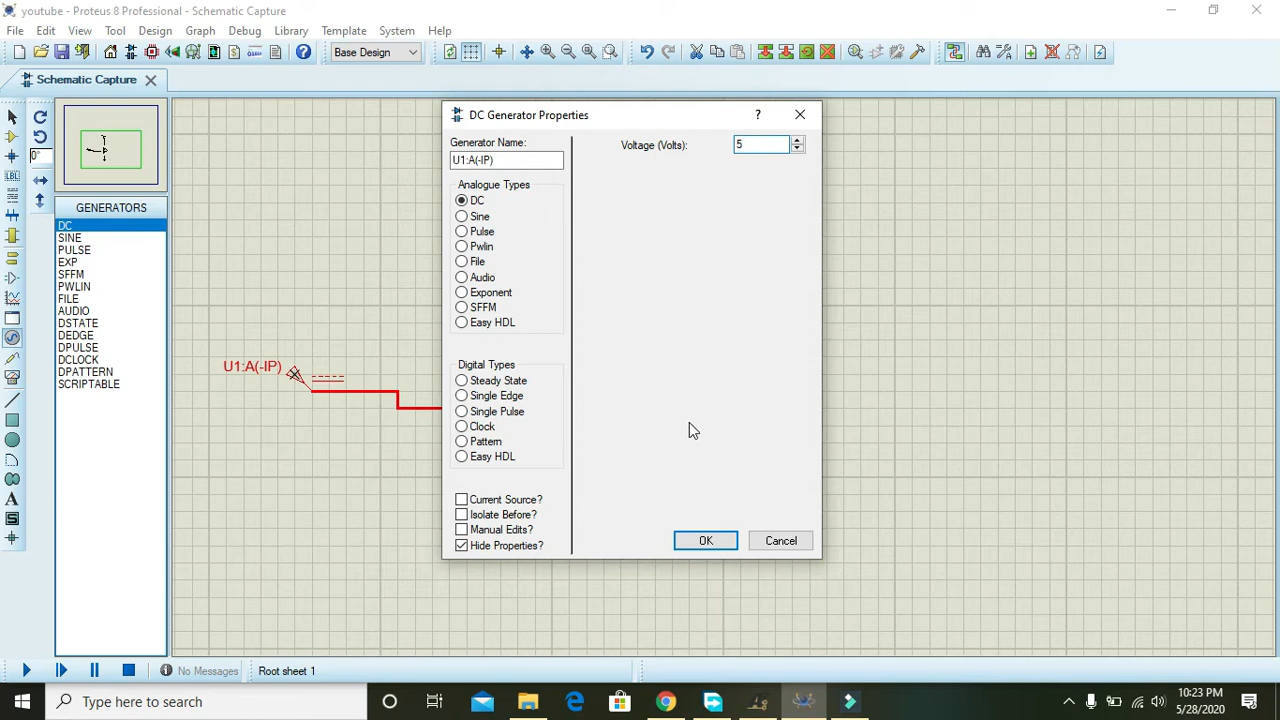 youtube - Proteus 8 Professional - Schematic Capture
File Edit View Tool Design Graph Debug Library Template System Help
Base Design
Schematic Capture
0°
LBL
GENERATORS
DC
SINE
PULSE
EXP
SFFM
PWLIN
FILE
AUDIO
DSTATE
DEDGE
DPULSE
DCLOCK
DPATTERN
SCRIPTABLE
U1:A(-IP)
DC Generator Properties
Generator Name:
U1:A(-IP)
Analogue Types
DC
Sine
Pulse
Pwlin
File
Audio
Exponent
SFFM
Easy HDL
Digital Types
Steady State
Single Edge
Single Pulse
Clock
Pattern
Easy HDL
Current Source?
Isolate Before?
Manual Edits?
Hide Properties?
Voltage (Volts):
5
OK Cancel
No Messages
Root sheet 1
Type here to search
10:23 PM
5/28/2020